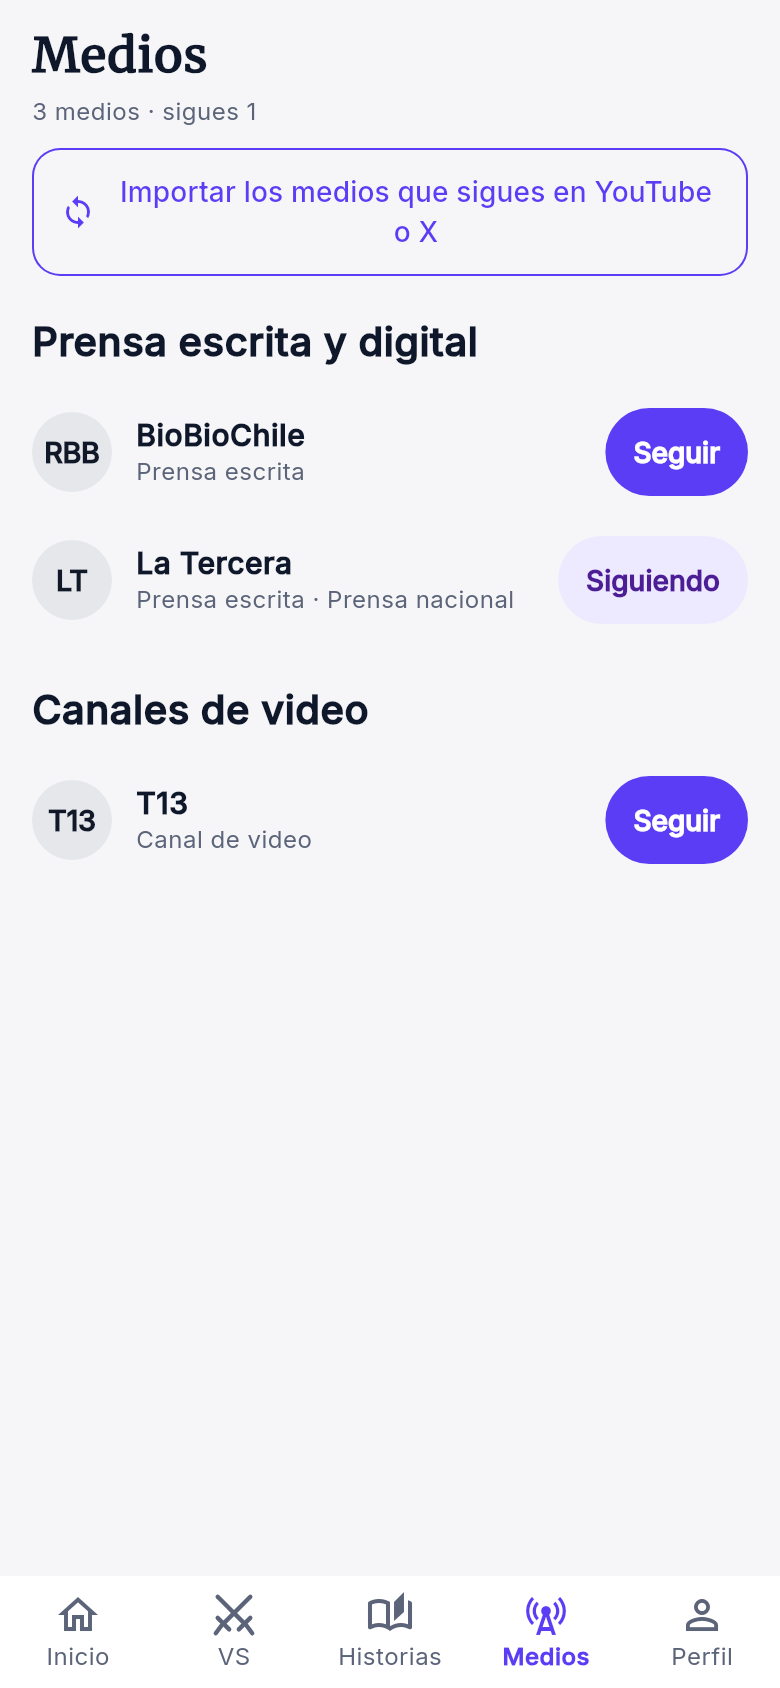 Medios
3 medios · sigues 1
Importar los medios que sigues en YouTube
o X
Prensa escrita y digital
RBB
BioBioChile
Prensa escrita
Seguir
LT
La Tercera
Prensa escrita · Prensa nacional
Siguiendo
Canales de video
T13
T13
Canal de video
Seguir
Inicio
VS
Historias
Medios
Perfil